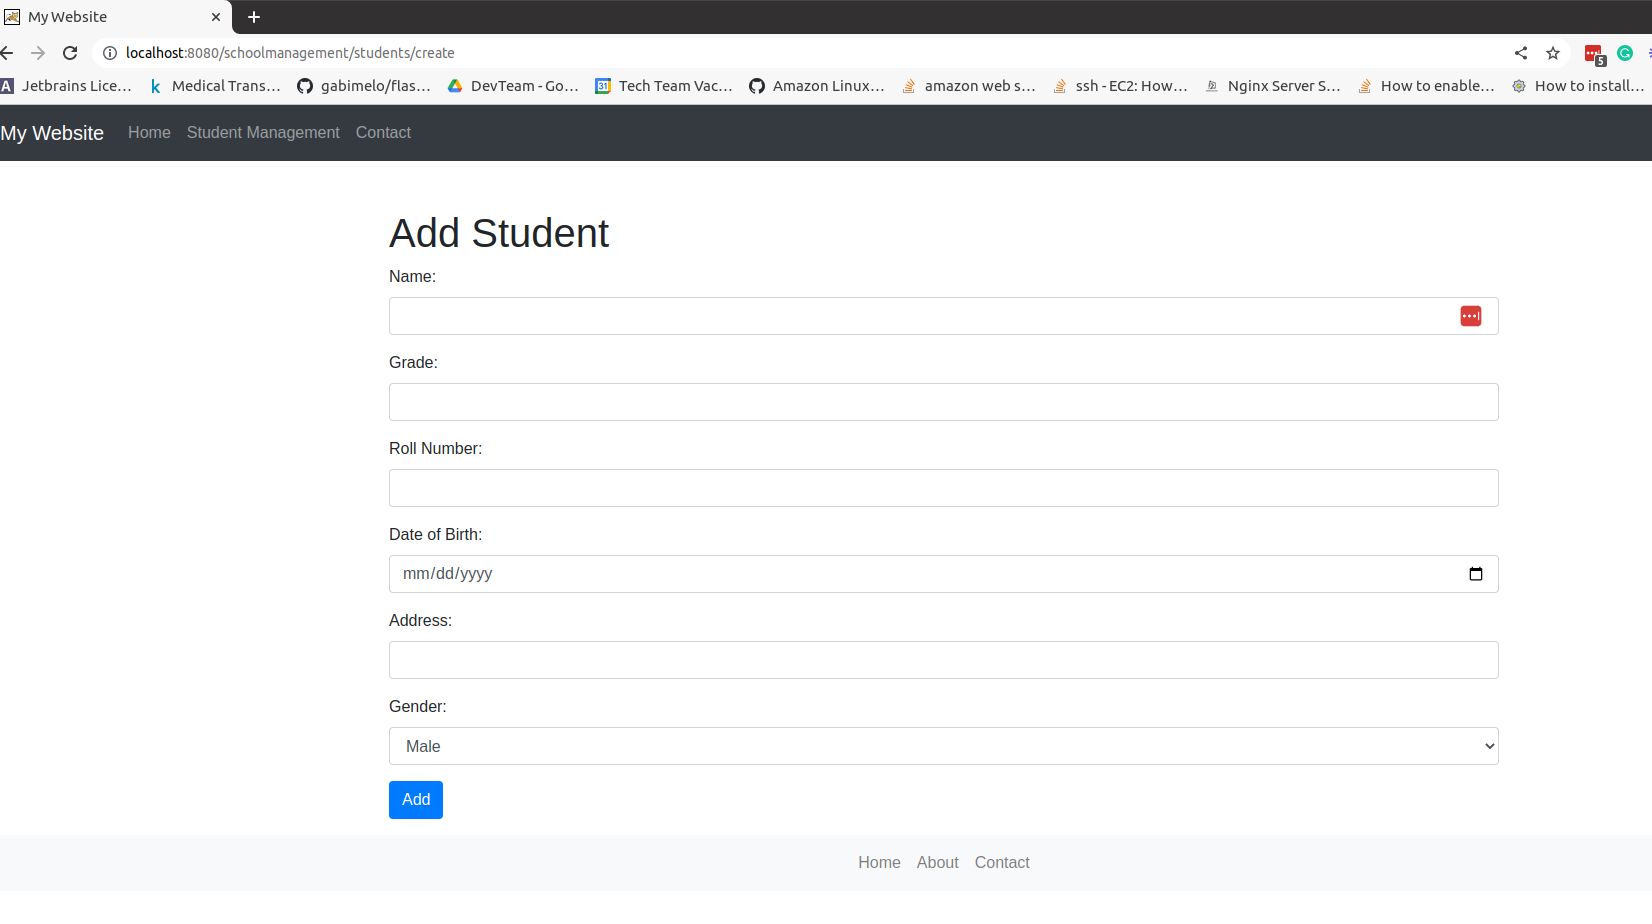 My Website
localhost:8080/schoolmanagement/students/create
5
A Jetbrains Lice... k Medical Trans... gabimelo/flas... DevTeam - Go... 31 Tech Team Vac... Amazon Linux... amazon web s... ssh - EC2: How... Nginx Server S... How to enable... How to install...
My Website Home Student Management Contact
Add Student
Name:
Grade:
Roll Number:
Date of Birth:
mm/dd/yyyy
Address:
Gender:
Male
Add
Home About Contact